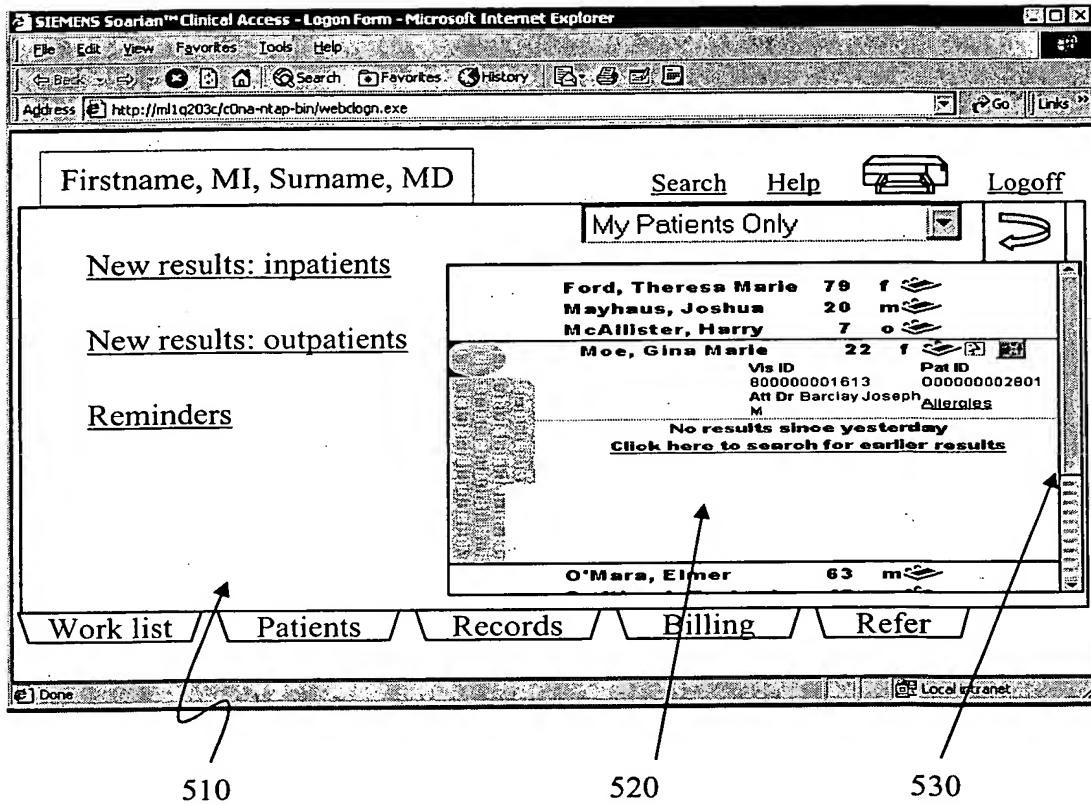 SIEMENS Soarian™ Clinical Access - Logon Form - Microsoft Internet Explorer
File Edit View Favorites Tools Help
Back Search Favorites History
Address http://ml1q203c/c0na-ntap-bin/webdogn.exe Go Links »
Firstname, MI, Surname, MD
Search Help Logoff
My Patients Only
New results: inpatients
New results: outpatients
Reminders
Ford, Theresa Marie 79 f
Mayhaus, Joshua 20 m
McAllister, Harry 7 o
Moe, Gina Marie 22 f
Vis ID Pat ID
800000001613 000000002801
Att Dr Barclay Joseph Allergies
M
No results since yesterday
Click here to search for earlier results
O'Mara, Elmer 63 m
Work list Patients Records Billing Refer
Done Local intranet
510 520 530